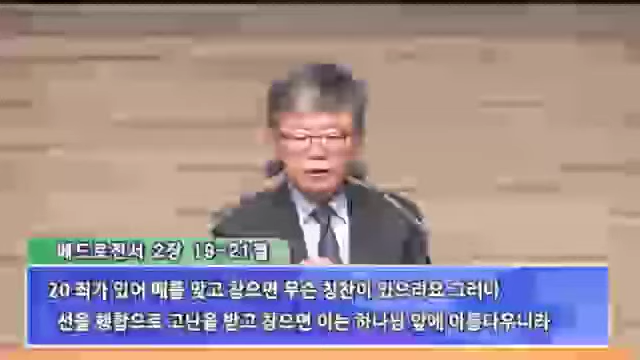 베드로전서 2장 18-21절
20 죄가 있어 매를 맞고 참으면 무슨 칭찬이 있으리요 그러나
선을 행함으로 고난을 받고 참으면 이는 하나님 앞에 아름다우니라